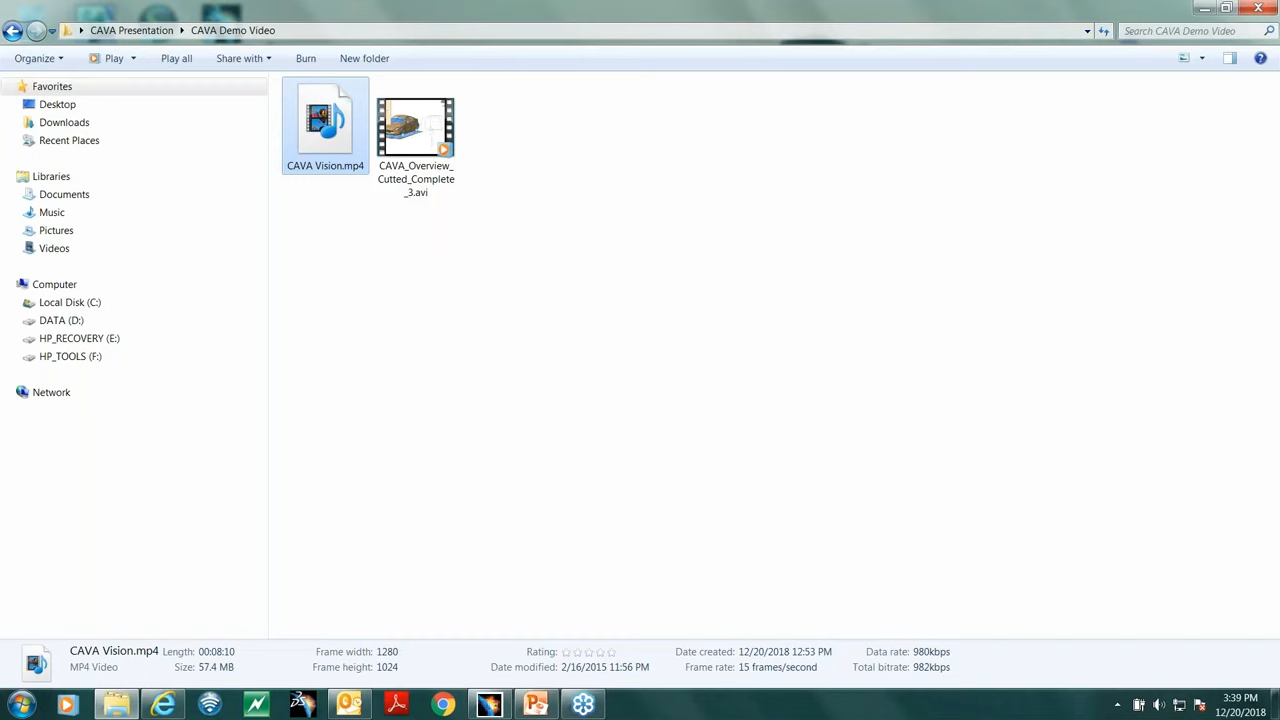 CAVA Presentation CAVA Demo Video Search CAVA Demo Video
Organize Play Play all Share with Burn New folder
Favorites
Desktop
Downloads
Recent Places
Libraries
Documents
Music
Pictures
Videos
Computer
Local Disk (C:)
DATA (D:)
HP_RECOVERY (E:)
HP_TOOLS (F:)
Network
CAVA Vision.mp4
CAVA_Overview_
Cutted_Complete
_3.avi
CAVA Vision.mp4 Length: 00:08:10 Frame width: 1280 Rating: Date created: 12/20/2018 12:53 PM Data rate: 980kbps
MP4 Video Size: 57.4 MB Frame height: 1024 Date modified: 2/16/2015 11:56 PM Frame rate: 15 frames/second Total bitrate: 982kbps
3:39 PM
12/20/2018